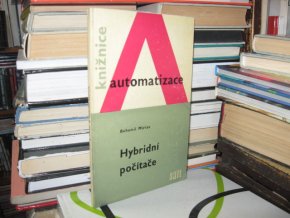 knižnice
automatizace
Hybridní
počítače
SNTL